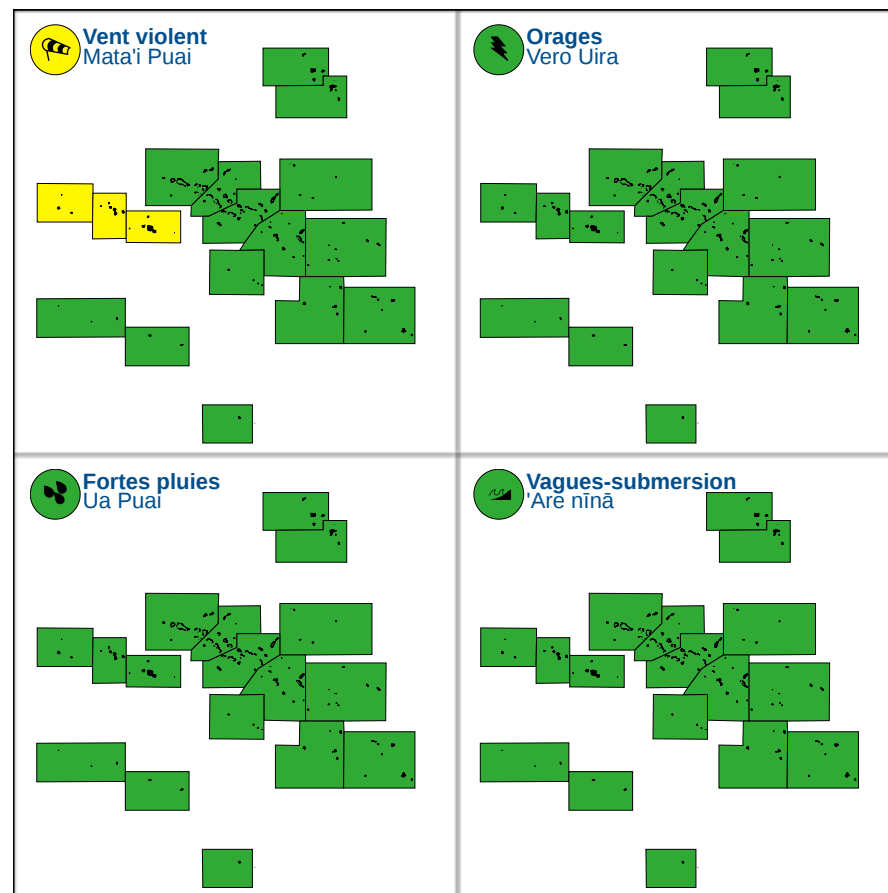 Vent violent
Mata'i Puai
Orages
Vero Uira
Fortes pluies
Ua Puai
Vagues-submersion
'Are nīnā